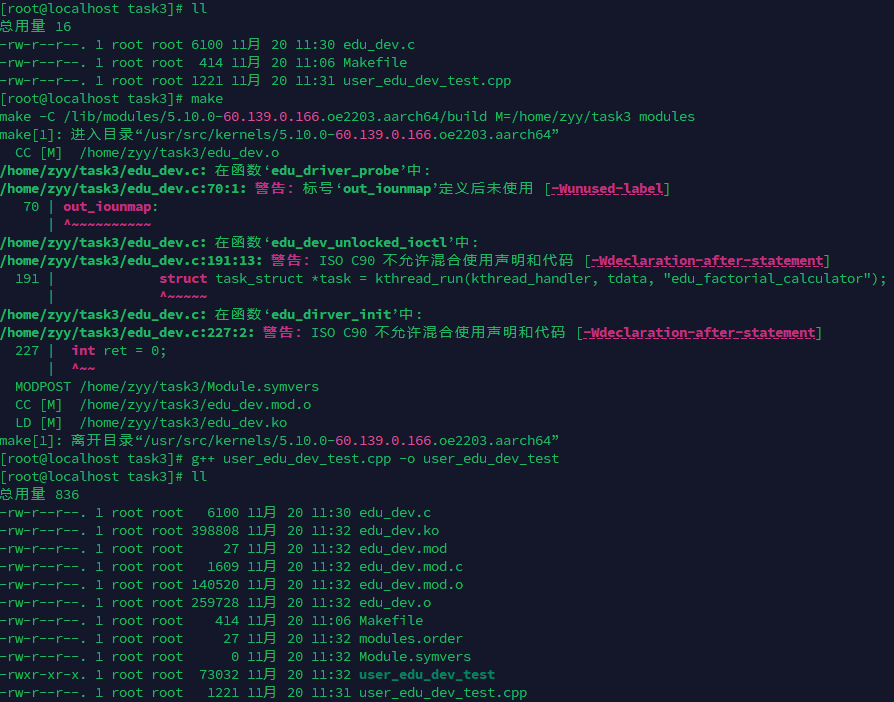 [root@localhost task3]# ll
总用量 16
-rw-r--r--. 1 root root 6100 11月 20 11:30 edu_dev.c
-rw-r--r--. 1 root root  414 11月 20 11:06 Makefile
-rw-r--r--. 1 root root 1221 11月 20 11:31 user_edu_dev_test.cpp
[root@localhost task3]# make
make -C /lib/modules/5.10.0-60.139.0.166.oe2203.aarch64/build M=/home/zyy/task3 modules
make[1]: 进入目录“/usr/src/kernels/5.10.0-60.139.0.166.oe2203.aarch64”
  CC [M]  /home/zyy/task3/edu_dev.o
/home/zyy/task3/edu_dev.c: 在函数‘edu_driver_probe’中:
/home/zyy/task3/edu_dev.c:70:1: 警告：标号‘out_iounmap’定义后未使用 [-Wunused-label]
   70 | out_iounmap:
      | ^~~~~~~~~~~
/home/zyy/task3/edu_dev.c: 在函数‘edu_dev_unlocked_ioctl’中:
/home/zyy/task3/edu_dev.c:191:13: 警告：ISO C90 不允许混合使用声明和代码 [-Wdeclaration-after-statement]
  191 |             struct task_struct *task = kthread_run(kthread_handler, tdata, "edu_factorial_calculator");
      |             ^~~~~~
/home/zyy/task3/edu_dev.c: 在函数‘edu_dirver_init’中:
/home/zyy/task3/edu_dev.c:227:2: 警告：ISO C90 不允许混合使用声明和代码 [-Wdeclaration-after-statement]
  227 |  int ret = 0;
      |  ^~~
  MODPOST /home/zyy/task3/Module.symvers
  CC [M]  /home/zyy/task3/edu_dev.mod.o
  LD [M]  /home/zyy/task3/edu_dev.ko
make[1]: 离开目录“/usr/src/kernels/5.10.0-60.139.0.166.oe2203.aarch64”
[root@localhost task3]# g++ user_edu_dev_test.cpp -o user_edu_dev_test
[root@localhost task3]# ll
总用量 836
-rw-r--r--. 1 root root   6100 11月 20 11:30 edu_dev.c
-rw-r--r--. 1 root root 398808 11月 20 11:32 edu_dev.ko
-rw-r--r--. 1 root root     27 11月 20 11:32 edu_dev.mod
-rw-r--r--. 1 root root   1609 11月 20 11:32 edu_dev.mod.c
-rw-r--r--. 1 root root 140520 11月 20 11:32 edu_dev.mod.o
-rw-r--r--. 1 root root 259728 11月 20 11:32 edu_dev.o
-rw-r--r--. 1 root root    414 11月 20 11:06 Makefile
-rw-r--r--. 1 root root     27 11月 20 11:32 modules.order
-rw-r--r--. 1 root root      0 11月 20 11:32 Module.symvers
-rwxr-xr-x. 1 root root  73032 11月 20 11:32 user_edu_dev_test
-rw-r--r--. 1 root root   1221 11月 20 11:31 user_edu_dev_test.cpp